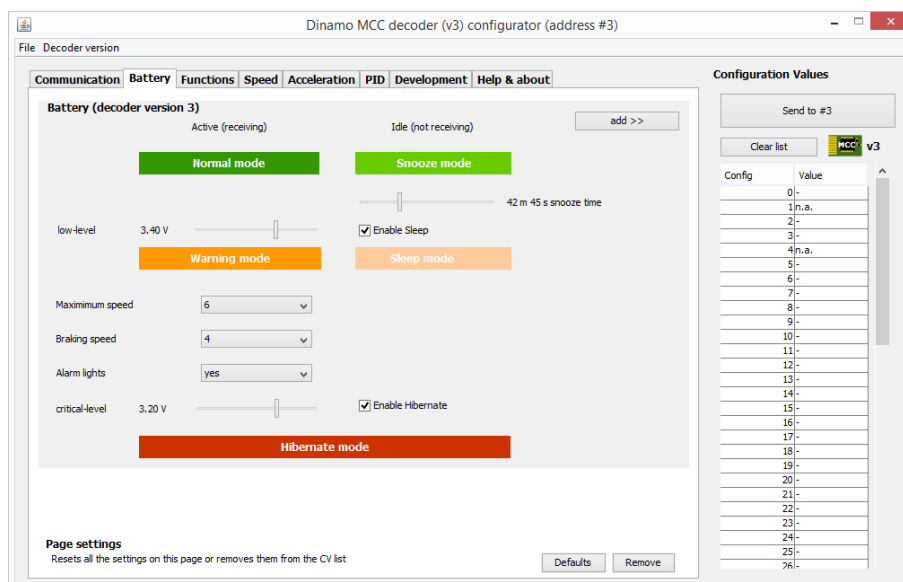 Dinamo MCC decoder (v3) configurator (address #3)
File Decoder version
Communication Battery Functions Speed Acceleration PID Development Help & about
Battery (decoder version 3)
Active (receiving)
Idle (not receiving)
add >>
Normal mode
Snooze mode
42 m 45 s snooze time
low-level
3.40 V
Enable Sleep
Warning mode
Sleep mode
Maximimum speed
6
Braking speed
4
Alarm lights
yes
critical-level
3.20 V
Enable Hibernate
Hibernate mode
Page settings
Resets all the settings on this page or removes them from the CV list
Defaults
Remove
Configuration Values
Send to #3
Clear list
MCC
v3
Config Value
0 -
1 n.a.
2 -
3 -
4 n.a.
5 -
6 -
7 -
8 -
9 -
10 -
11 -
12 -
13 -
14 -
15 -
16 -
17 -
18 -
19 -
20 -
21 -
22 -
23 -
24 -
25 -
26 -